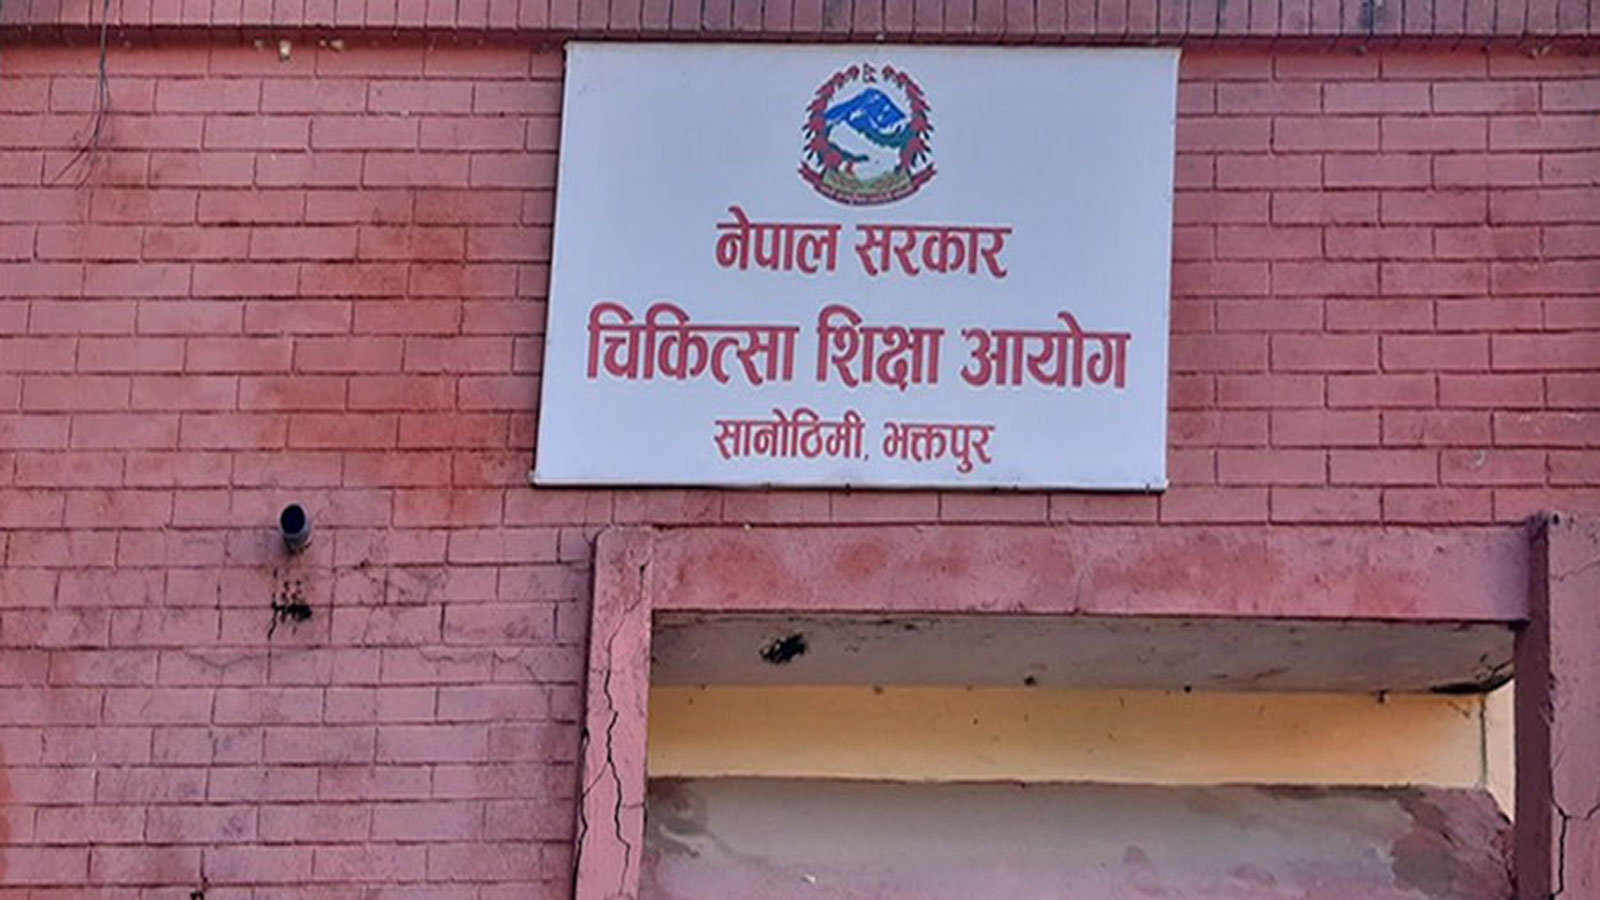 नेपाल सरकार
चिकित्सा शिक्षा आयोग
सानोठिमी, भक्तपुर